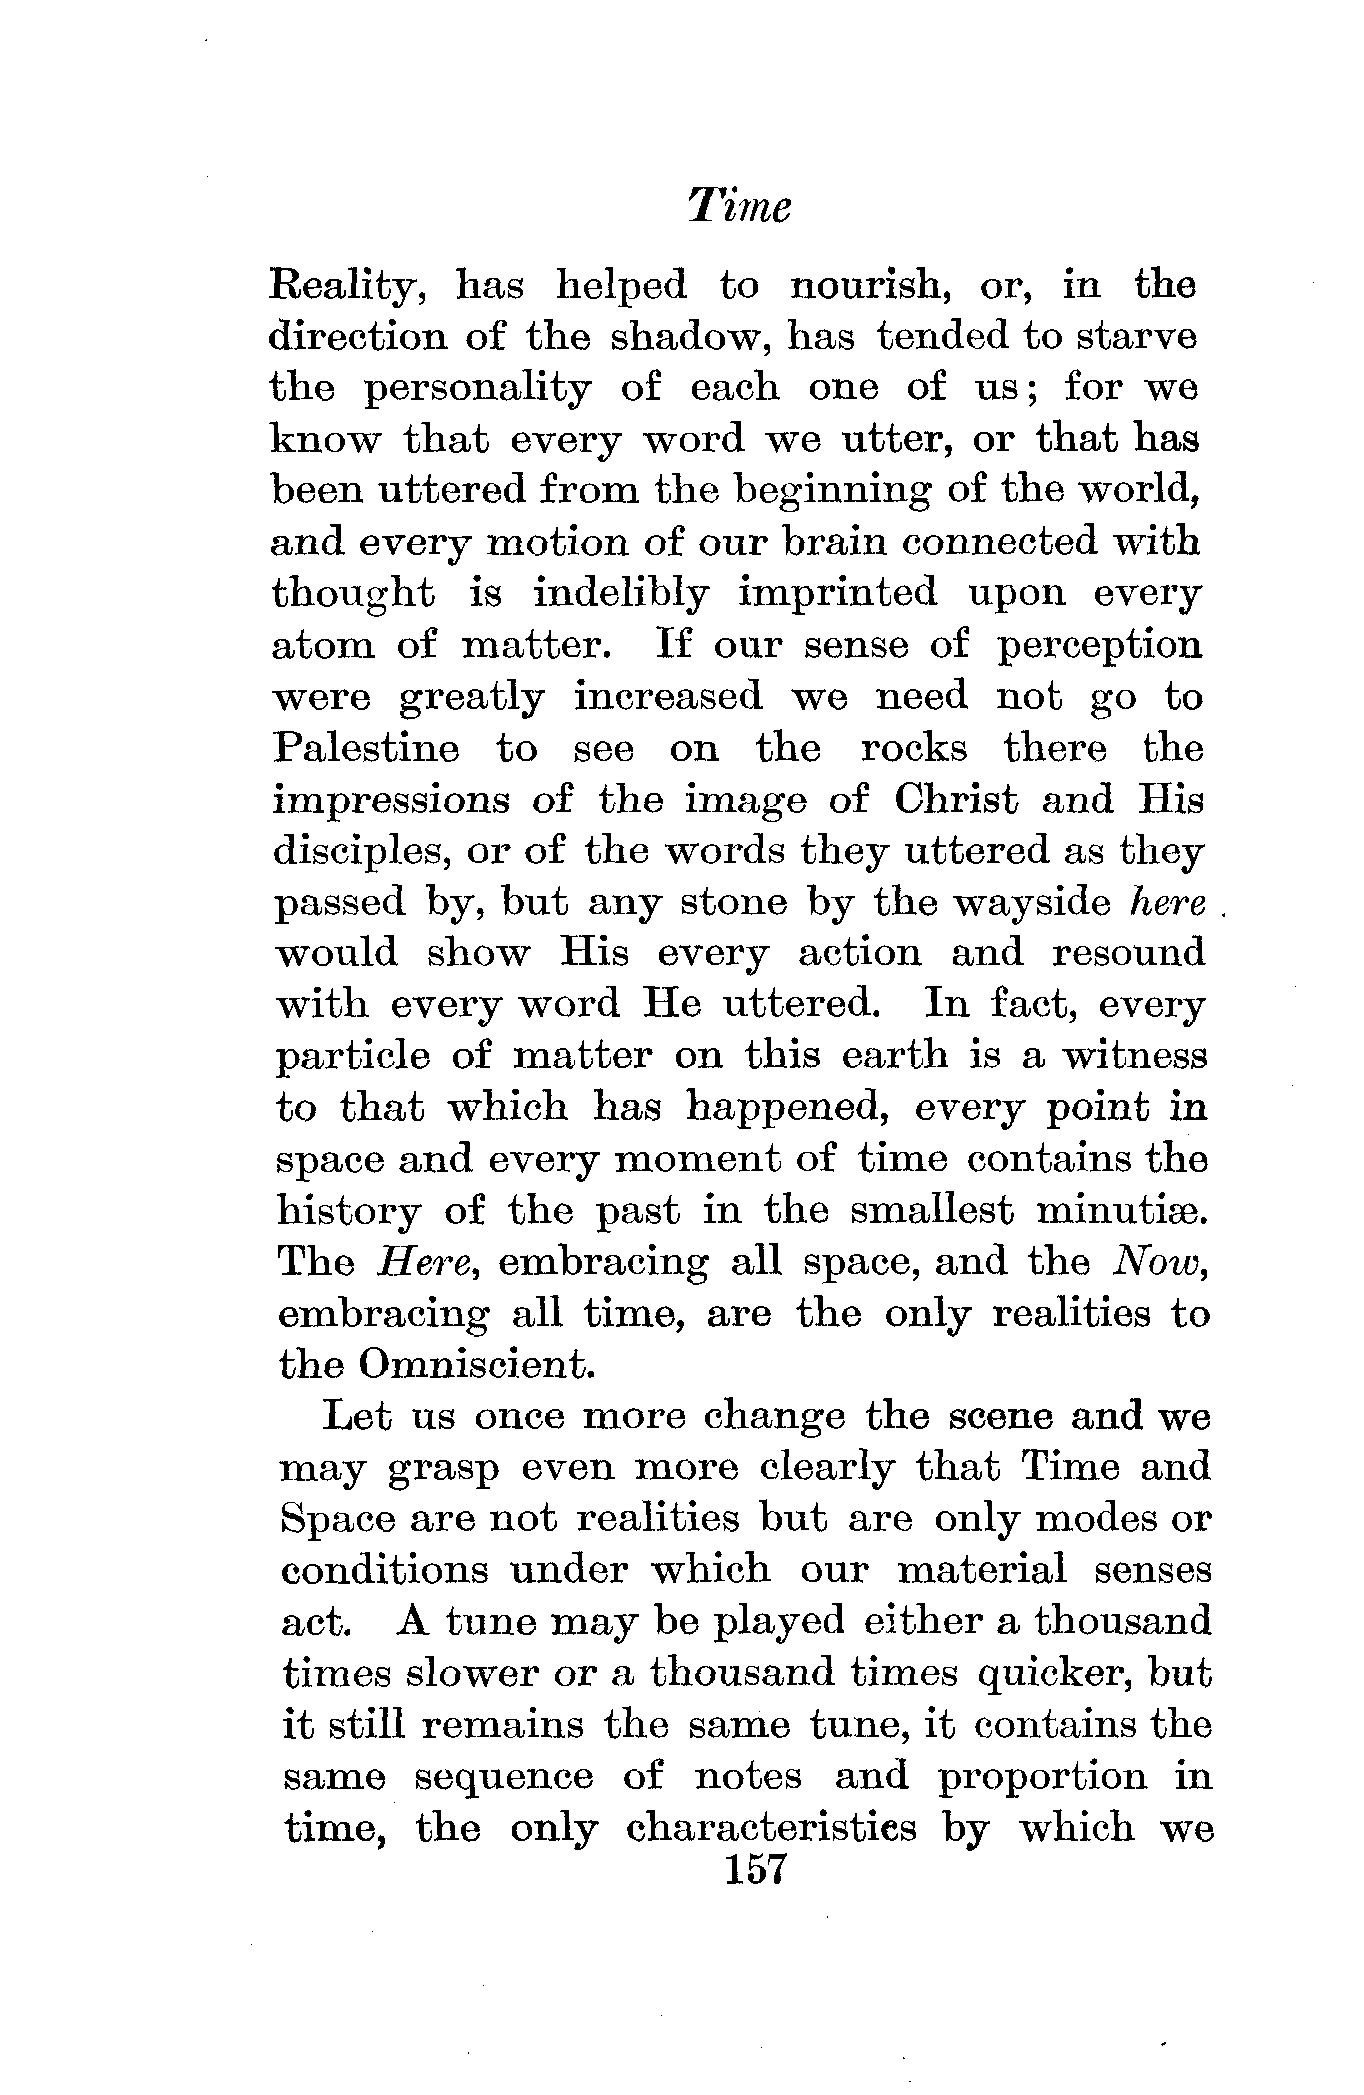 Time
Reality, has helped to nourish, or, in the
direction of the shadow, has tended to starve
the personality of each one of us; for we
know that every word we utter, or that has
been uttered from the beginning of the world,
and every motion of our brain connected with
thought is indelibly imprinted upon every
atom of matter. If our sense of perception
were greatly increased we need not go to
Palestine to see on the rocks there the
impressions of the image of Christ and His
disciples, or of the words they uttered as they
passed by, but any stone by the wayside here
would show His every action and resound
with every word He uttered. In fact, every
particle of matter on this earth is a witness
to that which has happened, every point in
space and every moment of time contains the
history of the past in the smallest minutiæ.
The Here, embracing all space, and the Now,
embracing all time, are the only realities to
the Omniscient.
Let us once more change the scene and we
may grasp even more clearly that Time and
Space are not realities but are only modes or
conditions under which our material senses
act. A tune may be played either a thousand
times slower or a thousand times quicker, but
it still remains the same tune, it contains the
same sequence of notes and proportion in
time, the only characteristics by which we
157